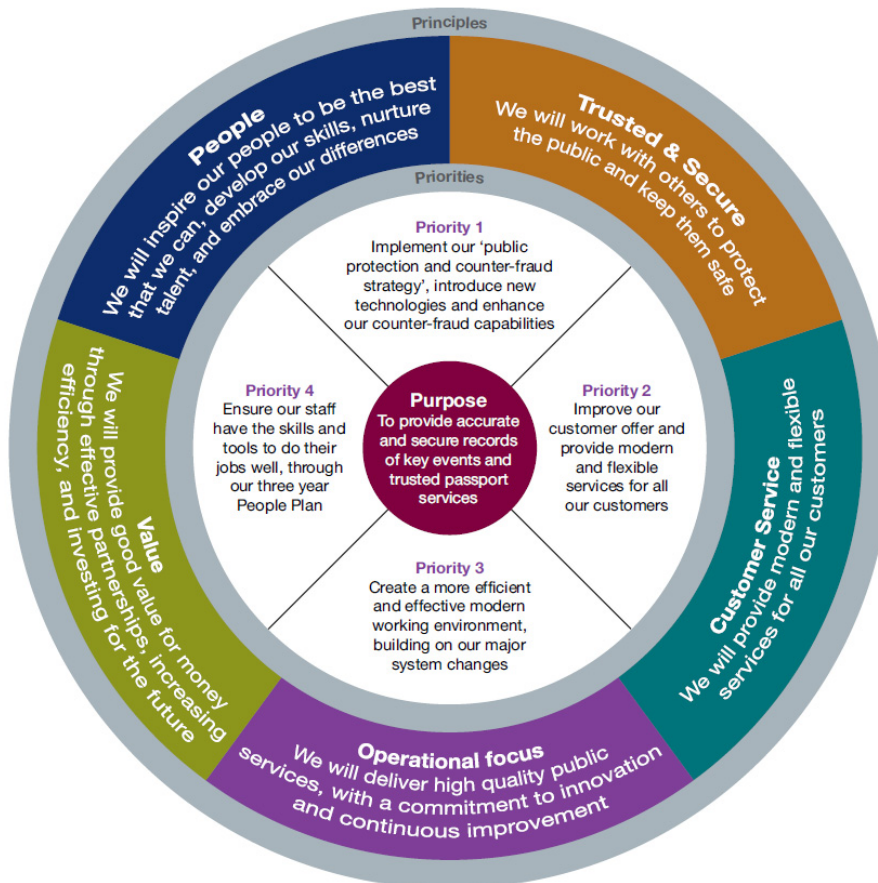 Principles
People
We will inspire our people to be the best
that we can, develop our skills, nurture
talent, and embrace our differences
Trusted & Secure
We will work with others to protect
the public and keep them safe
Customer Service
We will provide modern and flexible
services for all our customers
Operational focus
We will deliver high quality public
services, with a commitment to innovation
and continuous improvement
Value
We will provide good value for money
through effective partnerships, increasing
efficiency, and investing for the future
Priorities
Priority 1
Implement our ‘public
protection and counter-fraud
strategy’, introduce new
technologies and enhance
our counter-fraud capabilities
Priority 2
Improve our
customer offer and
provide modern
and flexible
services for all
our customers
Priority 3
Create a more efficient
and effective modern
working environment,
building on our major
system changes
Priority 4
Ensure our staff
have the skills and
tools to do their
jobs well, through
our three year
People Plan
Purpose
To provide accurate
and secure records
of key events and
trusted passport
services